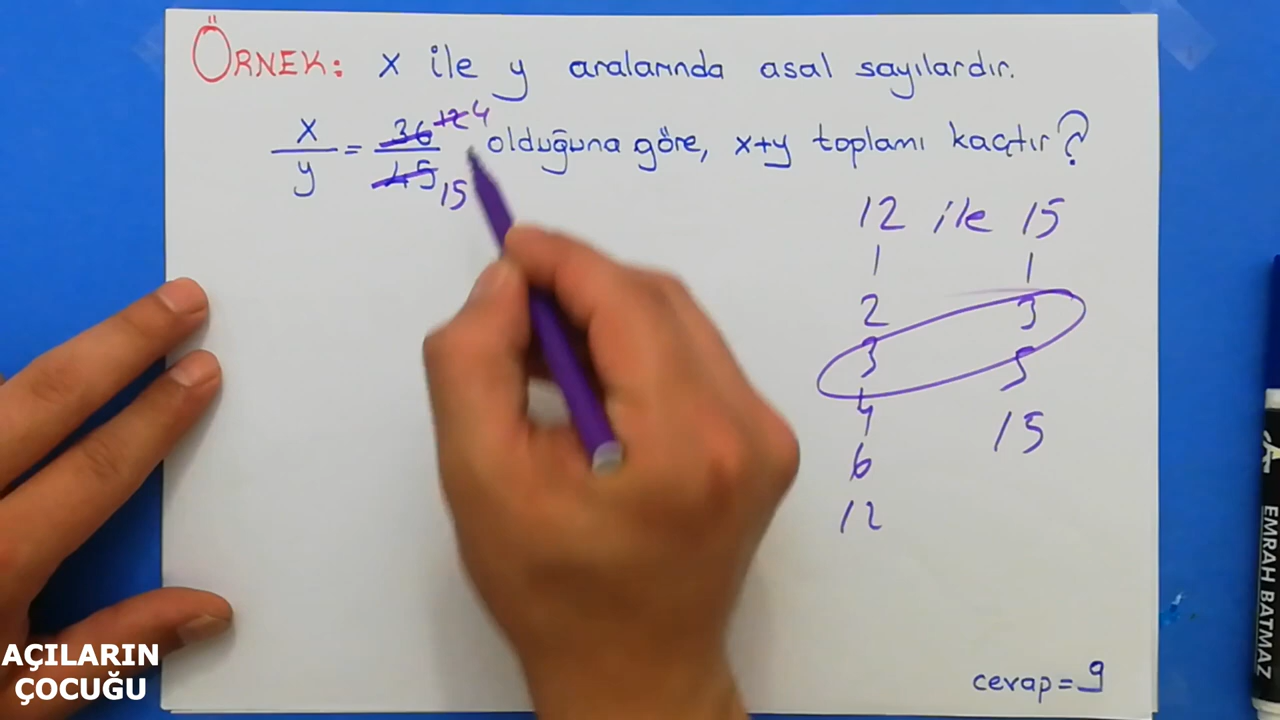 ÖRNEK: x ile y aralarında asal sayılardır.
x/y = 36/45 12 4 15 olduğuna göre, x+y toplamı kaçtır?
12 ile 15
1 1
2 3
3 5
4 15
6
12
cevap=9
AÇILARIN
ÇOCUĞU
EMRAH BATMAZ